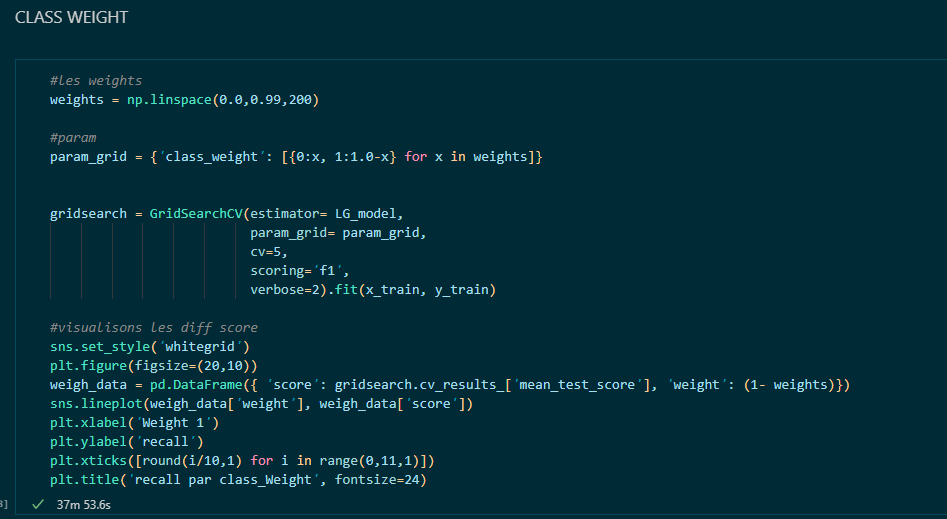 CLASS WEIGHT
#les weights
weights = np.linspace(0.0,0.99,200)
#param
param_grid = {'class_weight': [{0:x, 1:1.0-x} for x in weights]}
gridsearch = GridSearchCV(estimator= LG_model,
param_grid= param_grid,
cv=5,
scoring='f1',
verbose=2).fit(x_train, y_train)
#visualisons les diff score
sns.set_style('whitegrid')
plt.figure(figsize=(20,10))
weigh_data = pd.DataFrame({ 'score': gridsearch.cv_results_['mean_test_score'], 'weight': (1- weights)})
sns.lineplot(weigh_data['weight'], weigh_data['score'])
plt.xlabel('Weight 1')
plt.ylabel('recall')
plt.xticks([round(i/10,1) for i in range(0,11,1)])
plt.title('recall par class_Weight', fontsize=24)
✓ 37m 53.6s